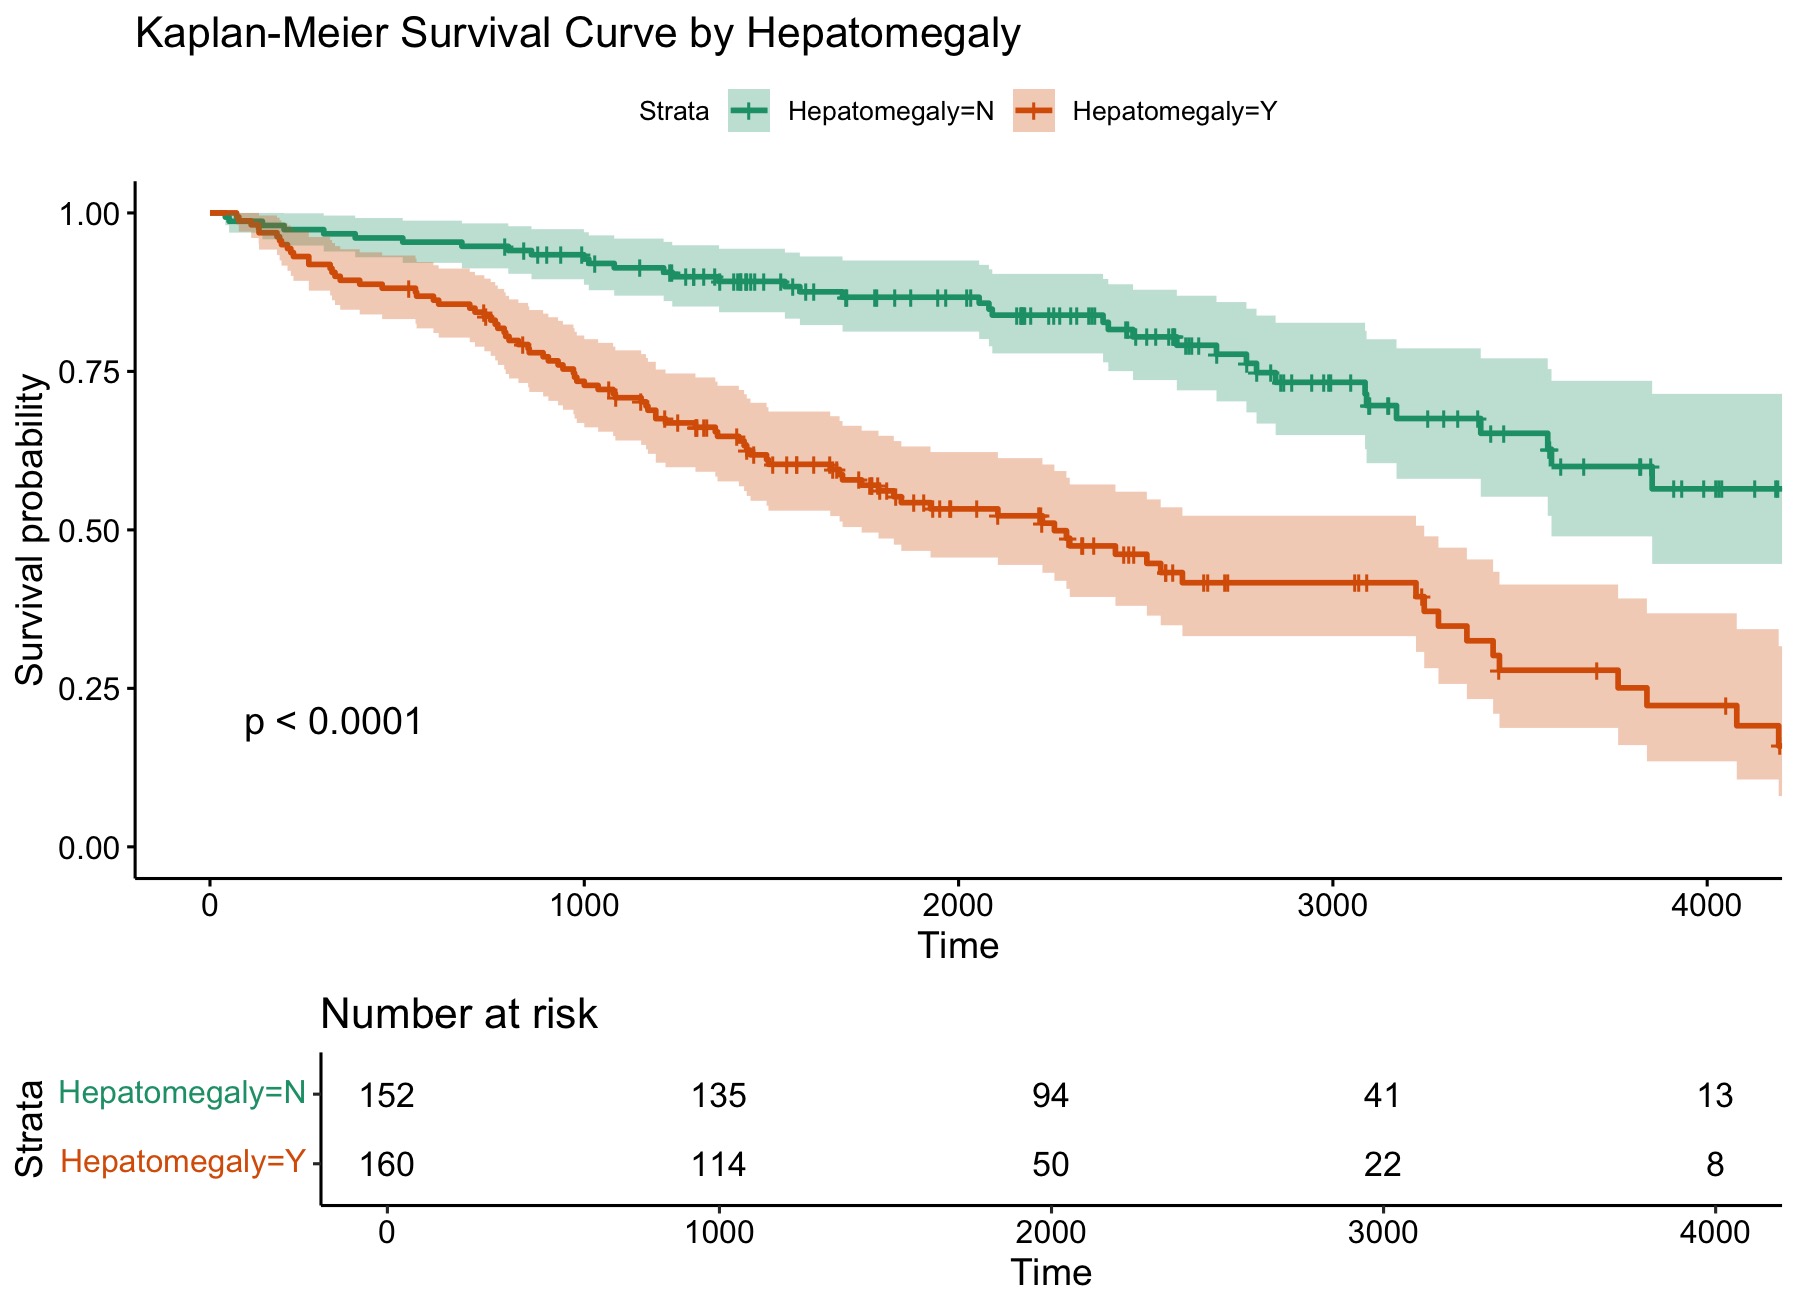 Kaplan-Meier Survival Curve by Hepatomegaly
Strata Hepatomegaly=N Hepatomegaly=Y
Survival probability
1.00
0.75
0.50
0.25
0.00
p < 0.0001
0 1000 2000 3000 4000
Time
Number at risk
Strata
Hepatomegaly=N 152 135 94 41 13
Hepatomegaly=Y 160 114 50 22 8
0 1000 2000 3000 4000
Time